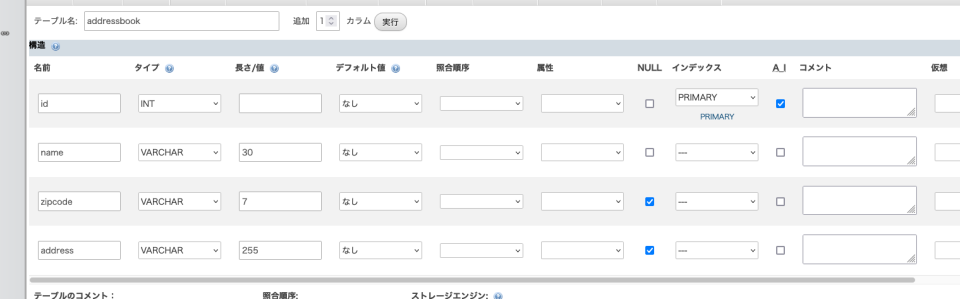 テーブル名: addressbook 追加 1 カラム 実行
構造
名前 タイプ 長さ/値 デフォルト値 照合順序 属性 NULL インデックス A_I コメント 仮想
id INT なし PRIMARY
PRIMARY
name VARCHAR 30 なし ---
zipcode VARCHAR 7 なし ---
address VARCHAR 255 なし ---
テーブルのコメント: 照合順序: ストレージエンジン: